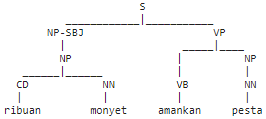 S
NP-SBJ VP
NP NP
CD NN VB NN
ribuan monyet amankan pesta